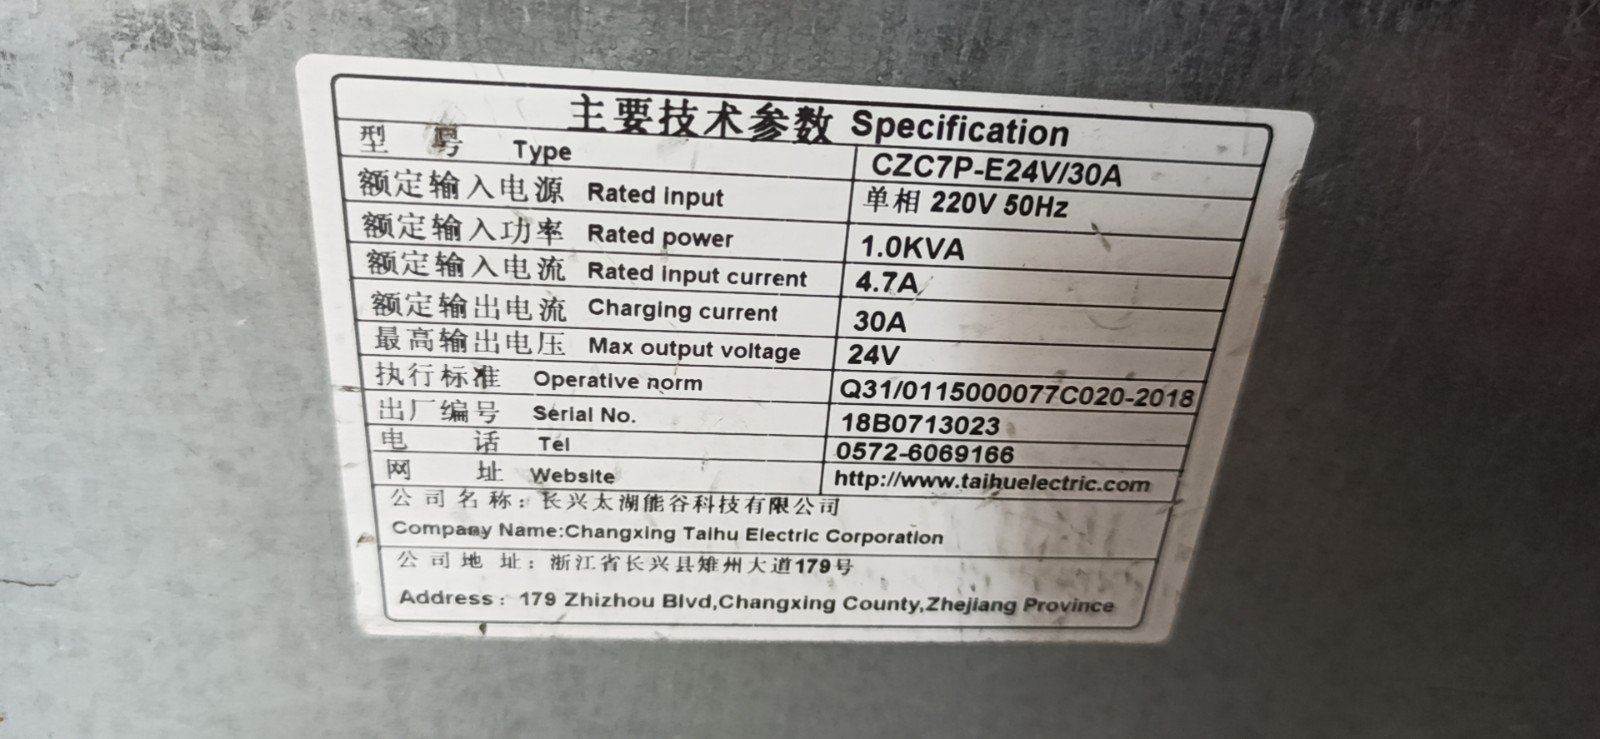 主要技术参数 Specification
型 号 Type CZC7P-E24V/30A
额定输入电源 Rated input 单相 220V 50Hz
额定输入功率 Rated power 1.0KVA
额定输入电流 Rated input current 4.7A
额定输出电流 Charging current 30A
最高输出电压 Max output voltage 24V
执行标准 Operative norm Q31/0115000077C020-2018
出厂编号 Serial No. 18B0713023
电 话 Tel 0572-6069166
网 址 Website http://www.taihuelectric.com
公司名称：长兴太湖能谷科技有限公司
Company Name:Changxing Taihu Electric Corporation
公司地址：浙江省长兴县雉州大道179号
Address：179 Zhizhou Blvd,Changxing County,Zhejiang Province